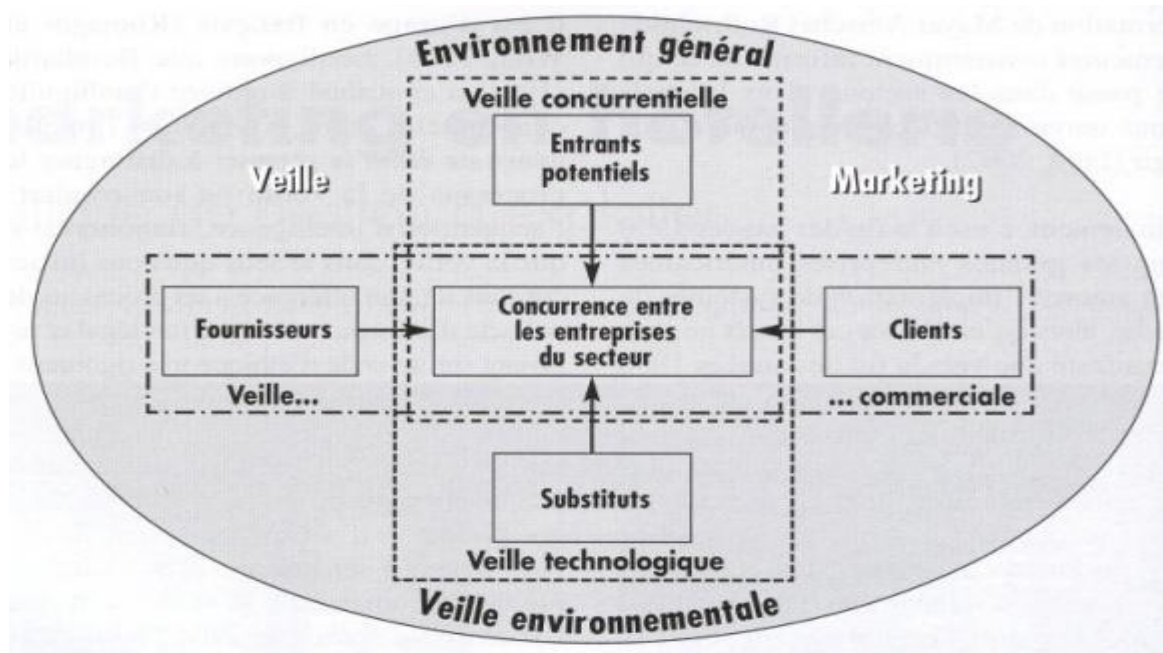 Environnement général
Veille concurrentielle
Entrants
potentiels
Veille
Marketing
Fournisseurs
Concurrence entre
les entreprises
du secteur
Clients
Veille...
... commerciale
Substituts
Veille technologique
Veille environnementale